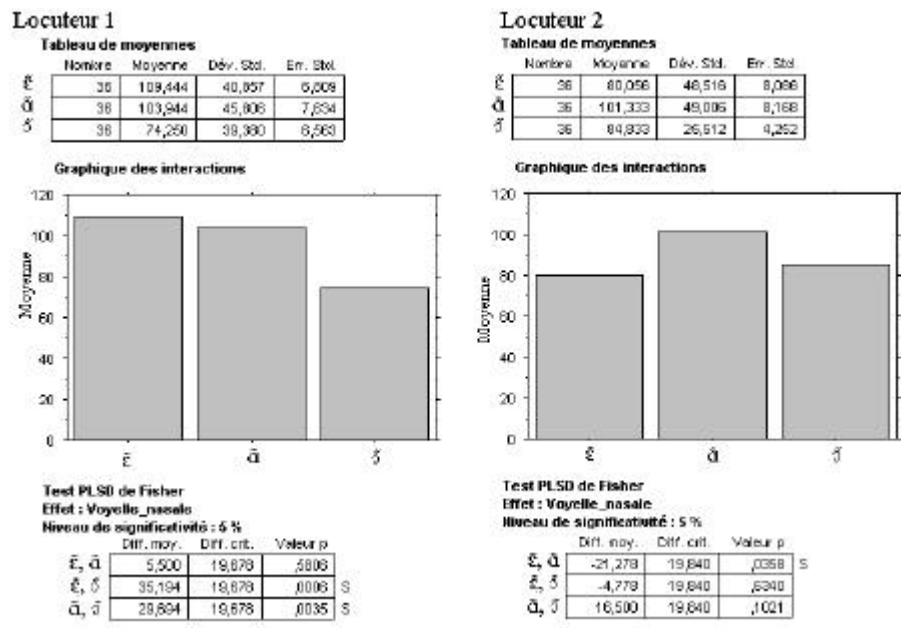 Locuteur 1
Tableau de moyennes
Nombre Moyenne Dév. Std. Err. Std.
ɛ̃ 36 109,444 40,857 6,809
ɑ̃ 36 103,944 45,806 7,634
ɔ̃ 36 74,250 39,380 6,563
Graphique des interactions
120
100
80
60
40
20
0
Moyenne
ɛ̃ ɑ̃ ɔ̃
Test PLSD de Fisher
Effet : Voyelle_nasale
Niveau de significativité : 5 %
Diff. moy. Diff. crit. Valeur p
ɛ̃, ɑ̃ 5,500 19,678 ,5806
ɛ̃, ɔ̃ 35,194 19,678 ,0006 S
ɑ̃, ɔ̃ 29,694 19,678 ,0035 S
Locuteur 2
Tableau de moyennes
Nombre Moyenne Dév. Std. Err. Std.
ɛ̃ 36 80,056 48,516 8,086
ɑ̃ 36 101,333 49,006 8,168
ɔ̃ 36 84,833 25,512 4,252
Graphique des interactions
120
100
80
60
40
20
0
Moyenne
ɛ̃ ɑ̃ ɔ̃
Test PLSD de Fisher
Effet : Voyelle_nasale
Niveau de significativité : 5 %
Diff. moy. Diff. crit. Valeur p
ɛ̃, ɑ̃ -21,278 19,840 ,0358 S
ɛ̃, ɔ̃ -4,778 19,840 ,6340
ɑ̃, ɔ̃ 16,500 19,840 ,1021